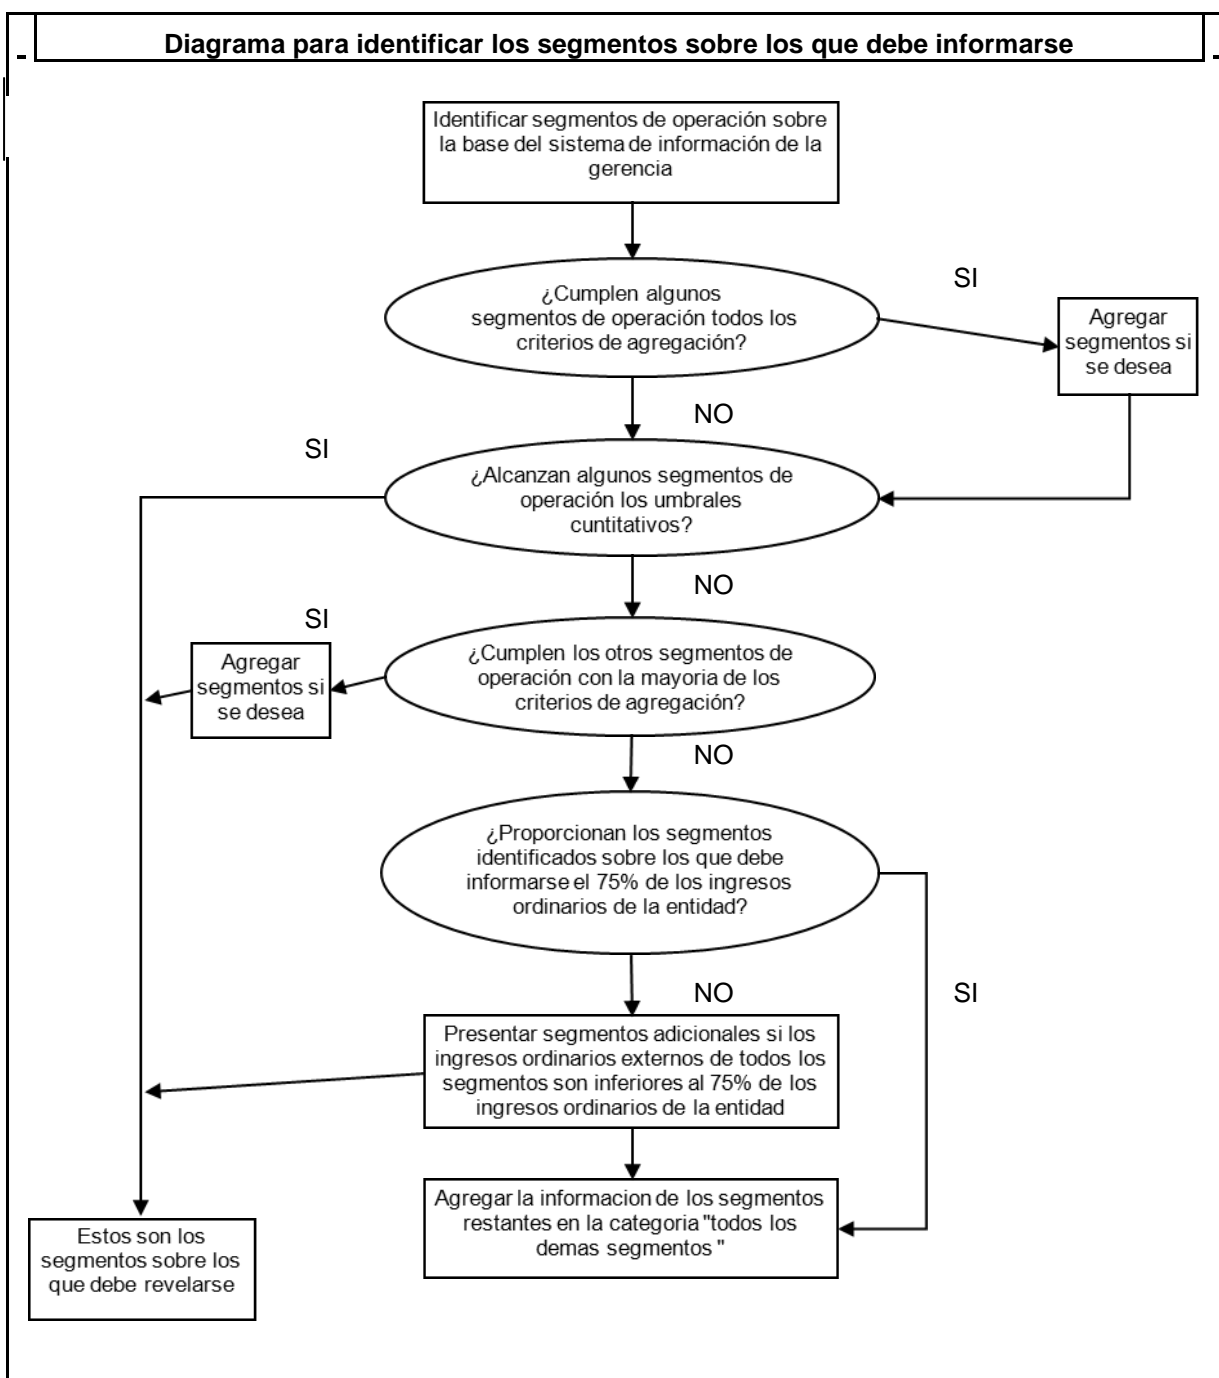 Diagrama para identificar los segmentos sobre los que debe informarse
Identificar segmentos de operación sobre
la base del sistema de información de la
gerencia
¿Cumplen algunos
segmentos de operación todos los
criterios de agregación?
SI
Agregar
segmentos si
se desea
NO
SI
¿Alcanzan algunos segmentos de
operación los umbrales
cuntitativos?
NO
SI
Agregar
segmentos si
se desea
¿Cumplen los otros segmentos de
operación con la mayoria de los
criterios de agregación?
NO
¿Proporcionan los segmentos
identificados sobre los que debe
informarse el 75% de los ingresos
ordinarios de la entidad?
NO
SI
Presentar segmentos adicionales si los
ingresos ordinarios externos de todos los
segmentos son inferiores al 75% de los
ingresos ordinarios de la entidad
Agregar la informacion de los segmentos
restantes en la categoria "todos los
demas segmentos "
Estos son los
segmentos sobre los
que debe revelarse